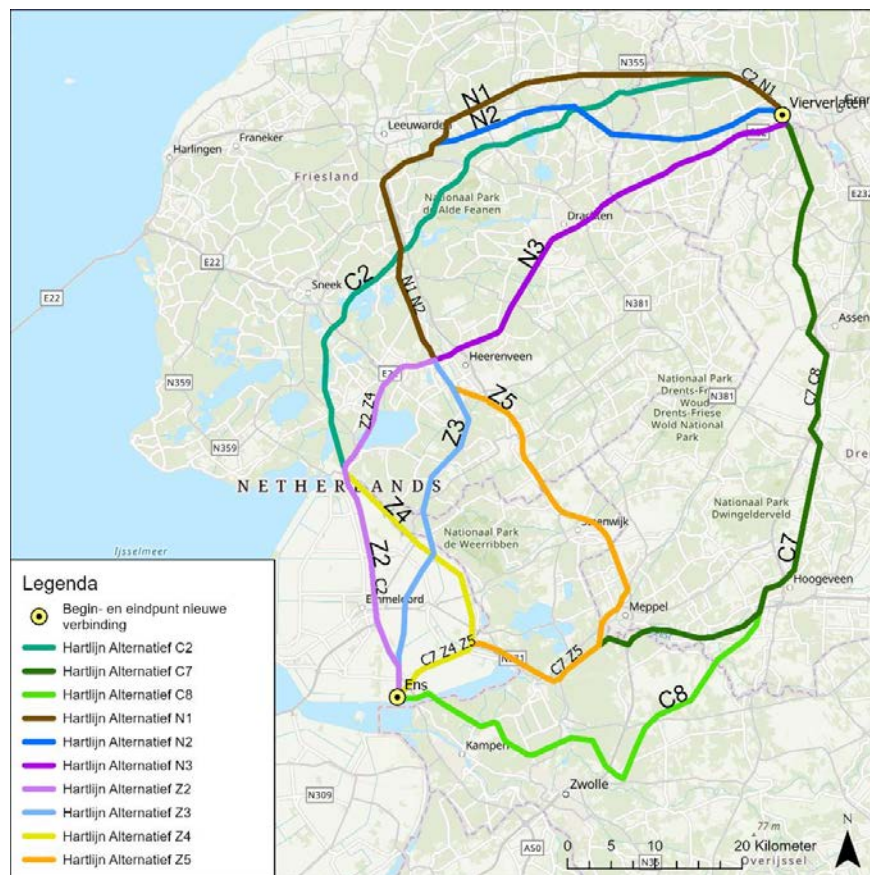 N355
C2 N1
N1
N2
Vierverlaten
Leeuwarden
Franeker
Harlingen
Friesland
Nationaal Park
de Alde Feanen
E232
Drachten
N3
E22
Sneek
C2
N1 N2
E22
N381
Assen
Heerenveen
N359
Z2 Z4
Z5
Nationaal Park
Drents-Friese
Wold National
Park
N381
C7 C8
Z3
N359
NETHERLANDS
Z4
Nationaal Park
de Weerribben
Steenwijk
Nationaal Park
Dwingelderveld
C7
IJsselmeer
Z2
C2
Emmeloord
Hoogeveen
Meppel
C7 Z4 Z5
N331
C7 Z5
Ens
C8
Kampen
Zwolle
N309
A50
N35
Overijssel
77 m
N
0 5 10 20 Kilometer
Legenda
Begin- en eindpunt nieuwe
verbinding
Hartlijn Alternatief C2
Hartlijn Alternatief C7
Hartlijn Alternatief C8
Hartlijn Alternatief N1
Hartlijn Alternatief N2
Hartlijn Alternatief N3
Hartlijn Alternatief Z2
Hartlijn Alternatief Z3
Hartlijn Alternatief Z4
Hartlijn Alternatief Z5